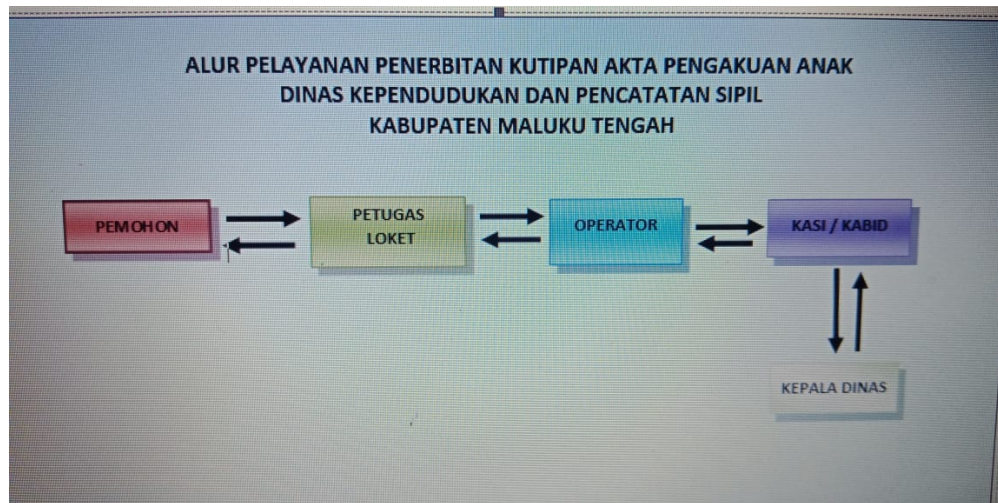 ALUR PELAYANAN PENERBITAN KUTIPAN AKTA PENGAKUAN ANAK
DINAS KEPENDUDUKAN DAN PENCATATAN SIPIL
KABUPATEN MALUKU TENGAH
PEMOHON
PETUGAS
LOKET
OPERATOR
KASI / KABID
KEPALA DINAS